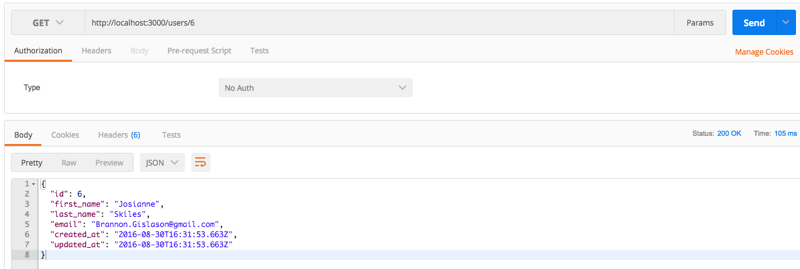 GET http://localhost:3000/users/6 Params Send
Authorization Headers Body Pre-request Script Tests Manage Cookies
Type No Auth
Body Cookies Headers (6) Tests Status: 200 OK Time: 105 ms
Pretty Raw Preview JSON
1 {
2 "id": 6,
3 "first_name": "Josianne",
4 "last_name": "Skiles",
5 "email": "Brannon.Gislason@gmail.com",
6 "created_at": "2016-08-30T16:31:53.663Z",
7 "updated_at": "2016-08-30T16:31:53.663Z"
8 }